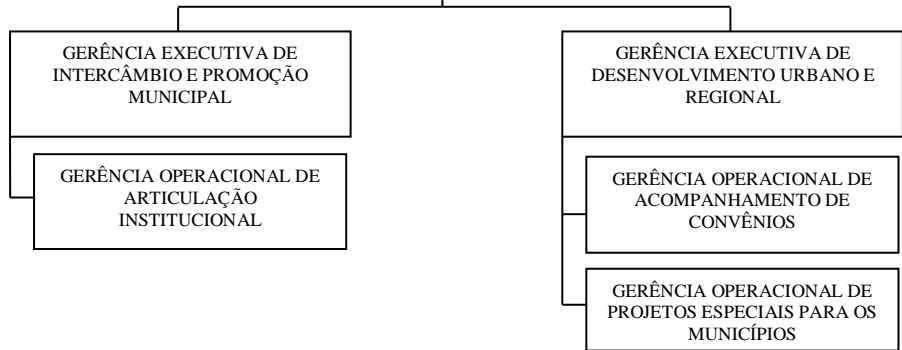 GERÊNCIA EXECUTIVA DE
INTERCÂMBIO E PROMOÇÃO
MUNICIPAL
GERÊNCIA OPERACIONAL DE
ARTICULAÇÃO
INSTITUCIONAL
GERÊNCIA EXECUTIVA DE
DESENVOLVIMENTO URBANO E
REGIONAL
GERÊNCIA OPERACIONAL DE
ACOMPANHAMENTO DE
CONVÊNIOS
GERÊNCIA OPERACIONAL DE
PROJETOS ESPECIAIS PARA OS
MUNICÍPIOS